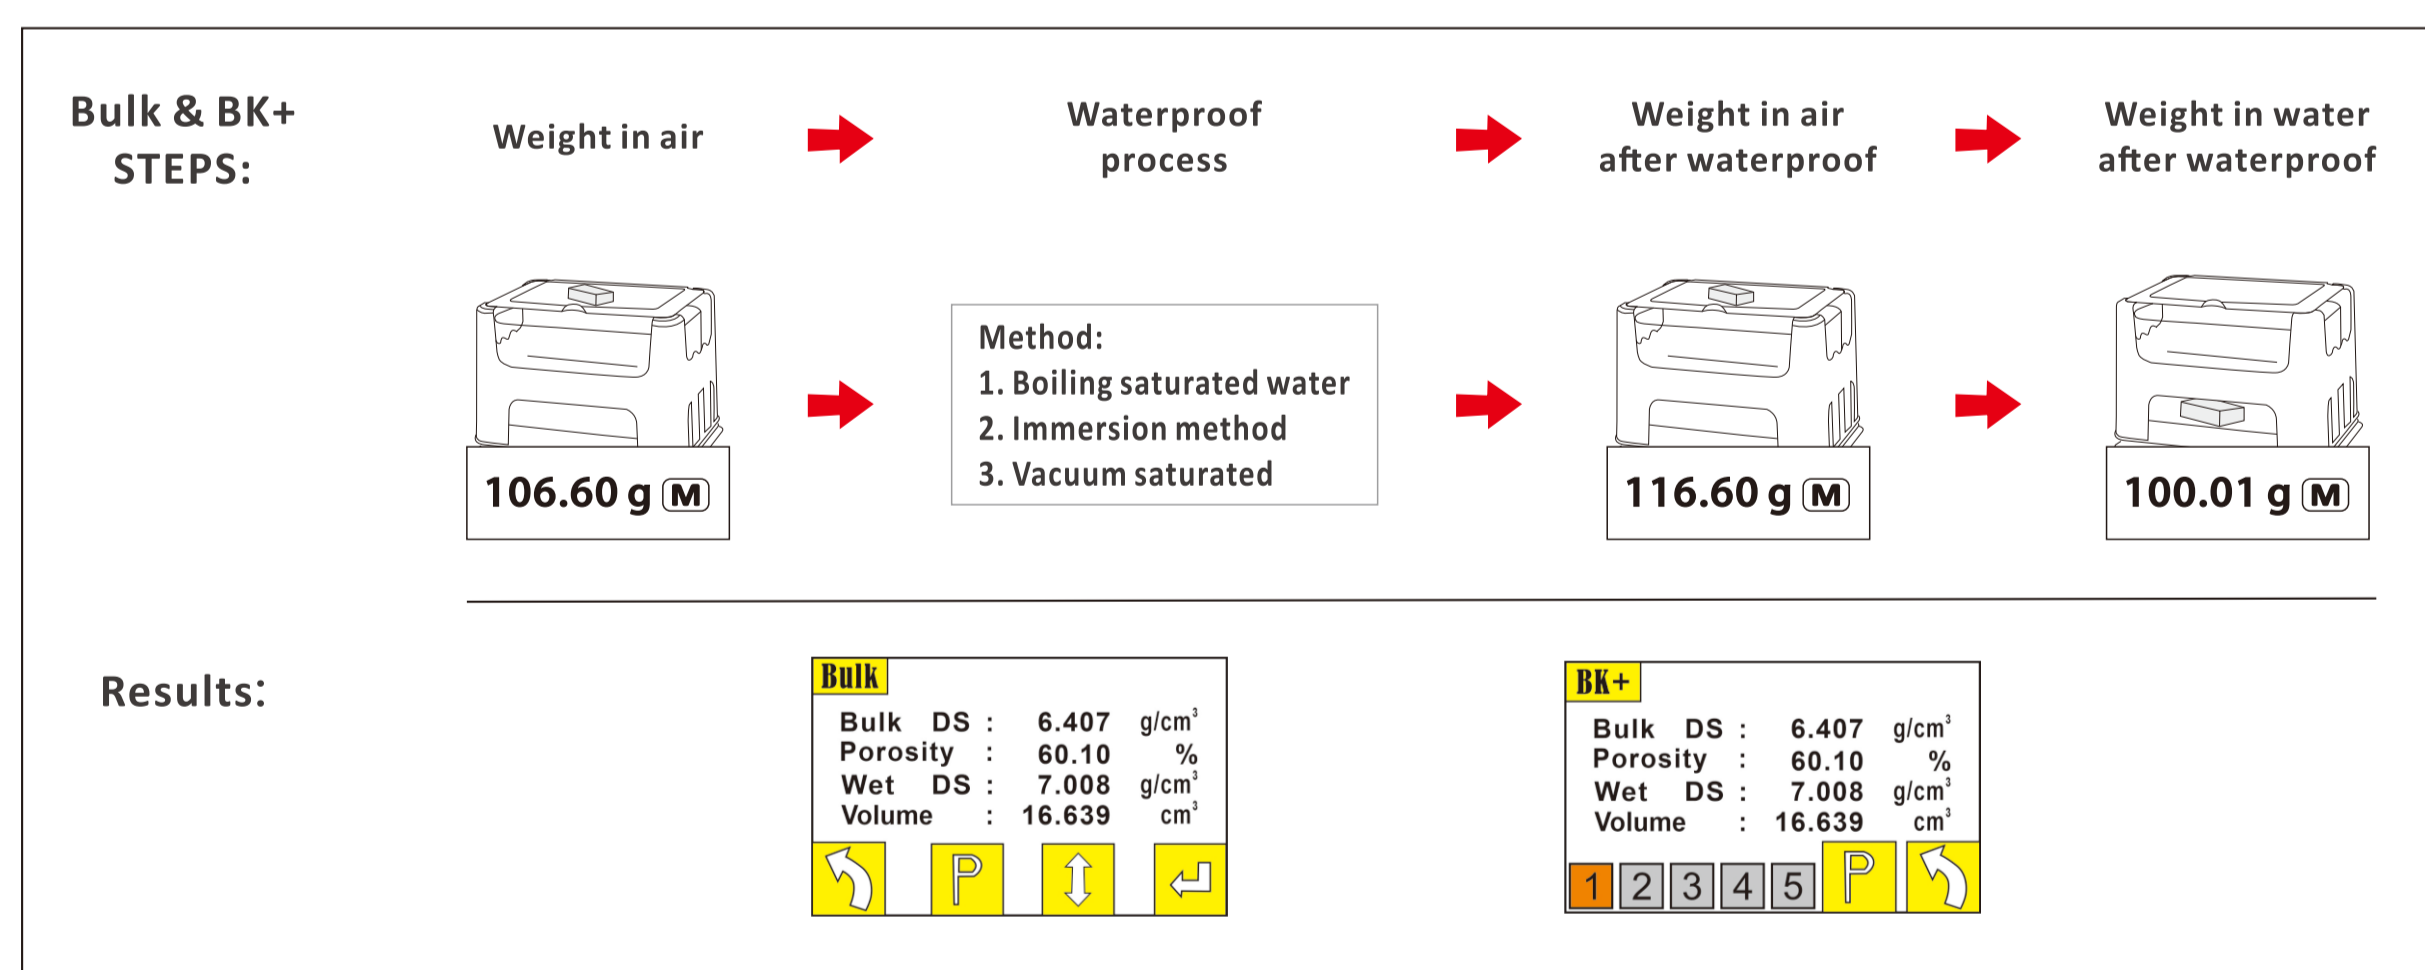 Bulk & BK+
STEPS:
Weight in air
Waterproof
process
Weight in air
after waterproof
Weight in water
after waterproof
106.60 g M
Method:
1. Boiling saturated water
2. Immersion method
3. Vacuum saturated
116.60 g M
100.01 g M
Results:
Bulk
Bulk DS : 6.407 g/cm³
Porosity : 60.10 %
Wet DS : 7.008 g/cm³
Volume : 16.639 cm³
P
BK+
Bulk DS : 6.407 g/cm³
Porosity : 60.10 %
Wet DS : 7.008 g/cm³
Volume : 16.639 cm³
1 2 3 4 5 P